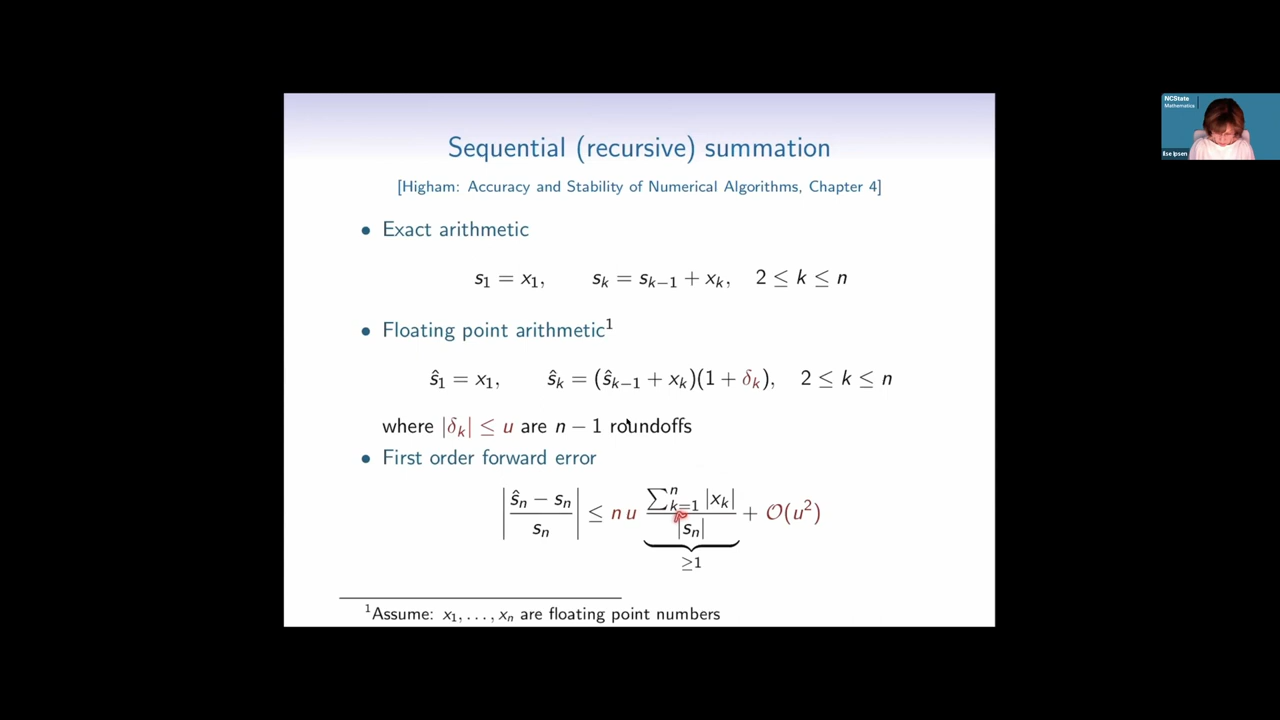 Sequential (recursive) summation
[Higham: Accuracy and Stability of Numerical Algorithms, Chapter 4]
• Exact arithmetic
s₁ = x₁, sₖ = sₖ₋₁ + xₖ, 2 ≤ k ≤ n
• Floating point arithmetic¹
ŝ₁ = x₁, ŝₖ = (ŝₖ₋₁ + xₖ)(1 + δₖ), 2 ≤ k ≤ n
where |δₖ| ≤ u are n − 1 roundoffs
• First order forward error
|(ŝₙ − sₙ)/sₙ| ≤ n u (∑ⁿₖ₌₁ |xₖ|)/|sₙ| + O(u²)
≥1
¹Assume: x₁, . . . , xₙ are floating point numbers
NCState
Mathematics
Ilse Ipsen